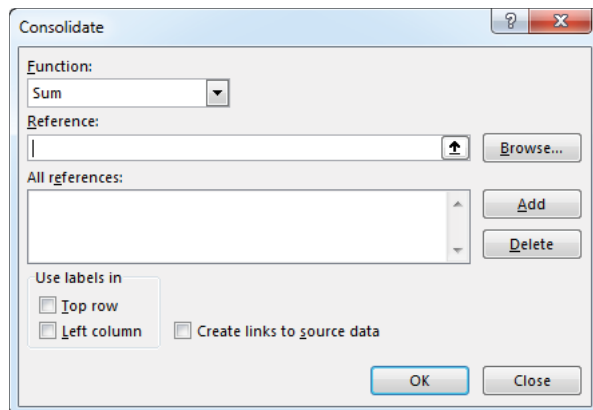 Consolidate
Function:
Sum
Reference:
Browse...
All references:
Add
Delete
Use labels in
Top row
Left column
Create links to source data
OK
Close